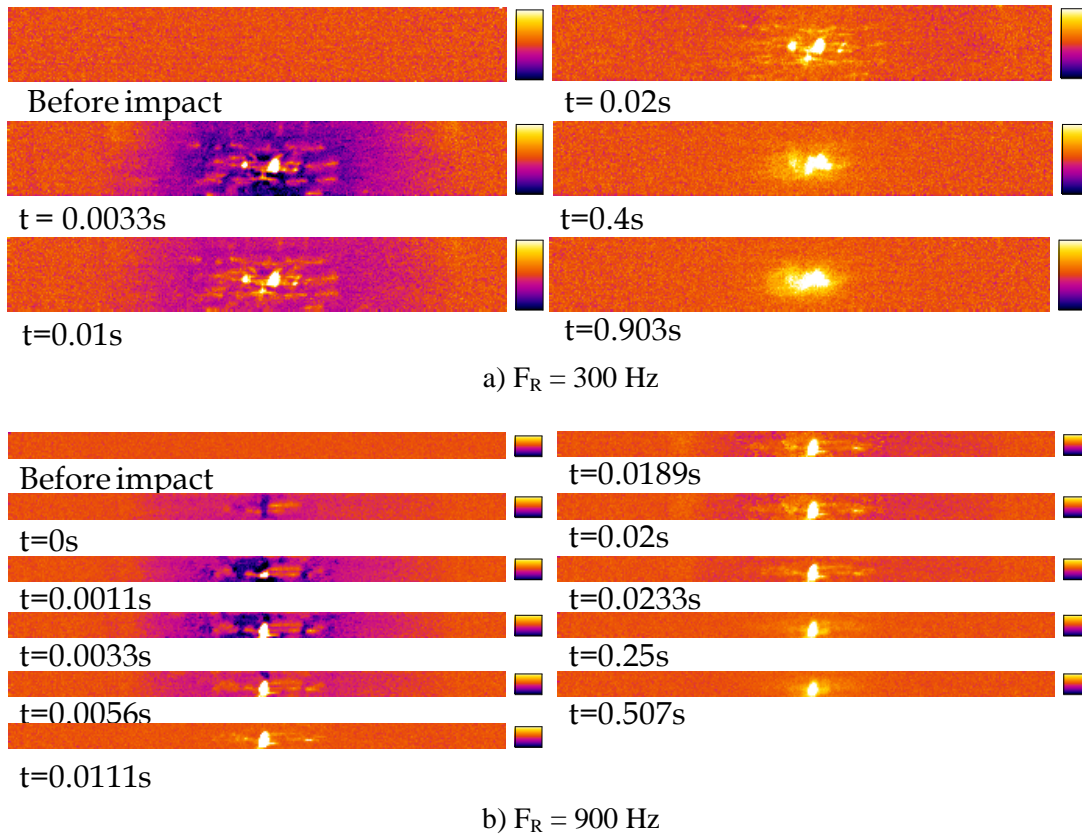 Before impact
t = 0.0033s
t=0.01s
t= 0.02s
t=0.4s
t=0.903s
a) F_R = 300 Hz
Before impact
t=0s
t=0.0011s
t=0.0033s
t=0.0056s
t=0.0111s
t=0.0189s
t=0.02s
t=0.0233s
t=0.25s
t=0.507s
b) F_R = 900 Hz